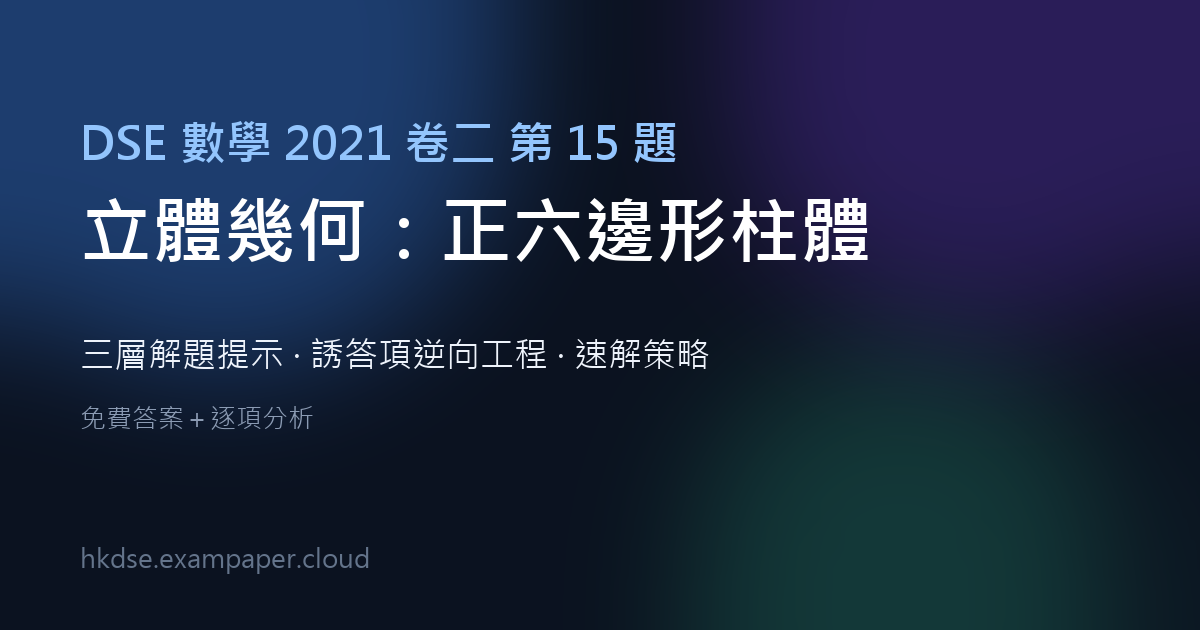 DSE 數學 2021 卷二 第 15 題
立體幾何：正六邊形柱體
三層解題提示 · 誘答項逆向工程 · 速解策略
免費答案 + 逐項分析
hkdse.exampaper.cloud